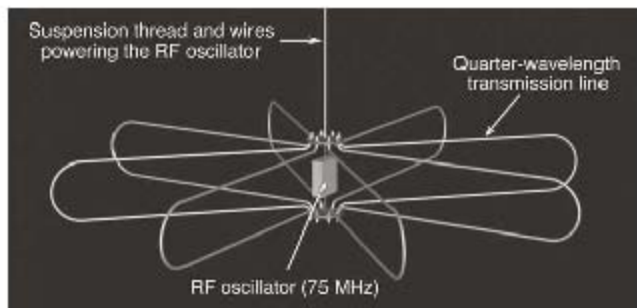 Suspension thread and wires
powering the RF oscillator
Quarter-wavelength
transmission line
RF oscillator (75 MHz)